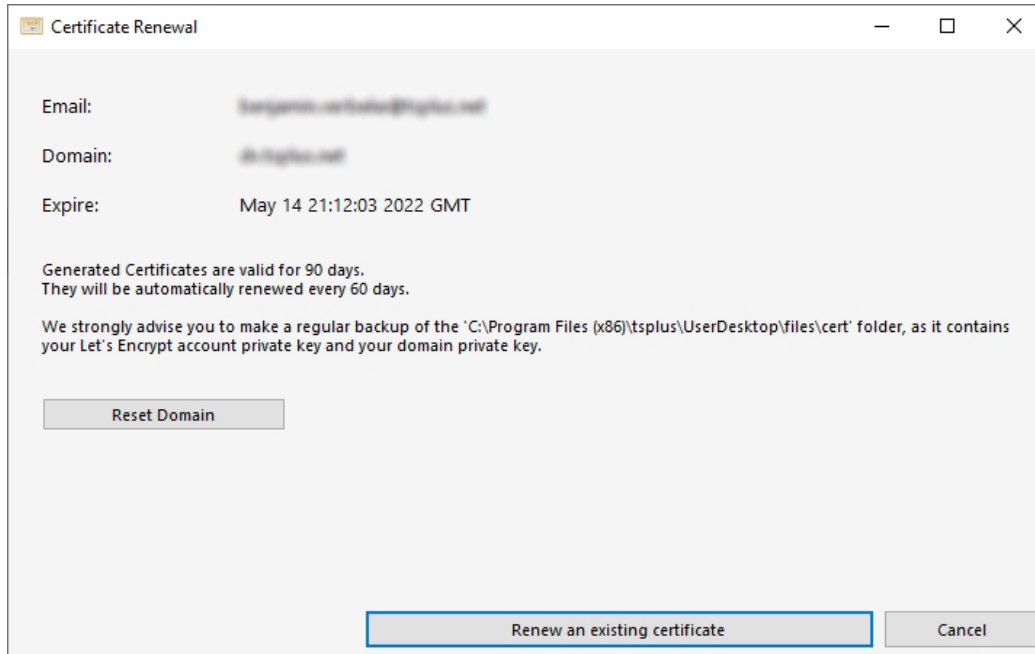 Certificate Renewal
Email:
Domain:
Expire: May 14 21:12:03 2022 GMT
Generated Certificates are valid for 90 days.
They will be automatically renewed every 60 days.
We strongly advise you to make a regular backup of the 'C:\Program Files (x86)\tsplus\UserDesktop\files\cert' folder, as it contains
your Let's Encrypt account private key and your domain private key.
Reset Domain
Renew an existing certificate Cancel